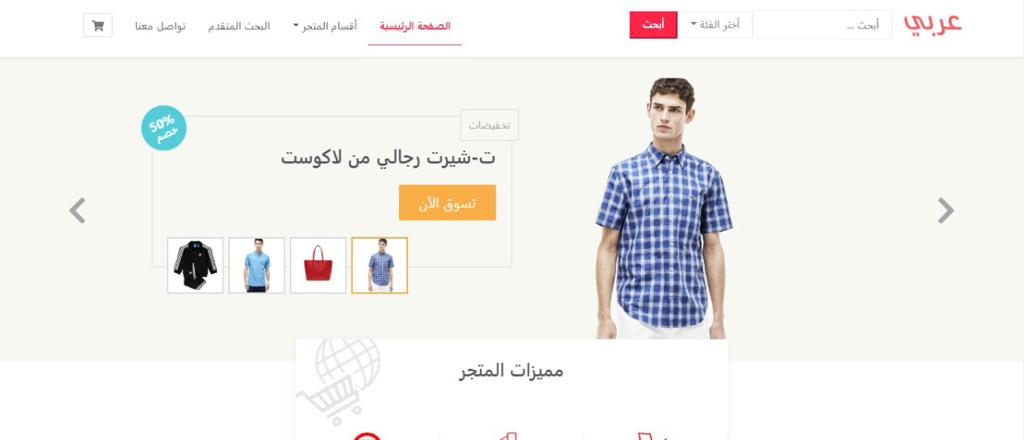 عربي
أبحث ...
أختر الفئة
أبحث
الصفحة الرئيسية
أقسام المتجر
البحث المتقدم
تواصل معنا
تخفيضات
50%
خصم
ت-شيرت رجالي من لاكوست
تسوق الآن
مميزات المتجر